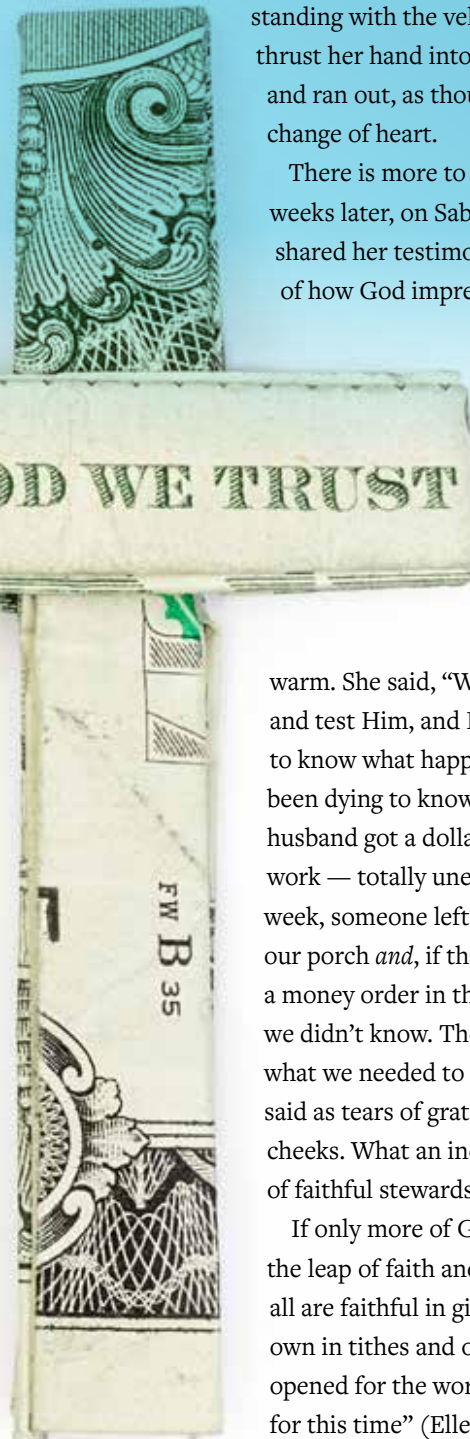 standing with the vel
thrust her hand into
and ran out, as thou
change of heart.
There is more to
weeks later, on Sab
shared her testimo
of how God impre
OD WE TRUST
warm. She said, “W
and test Him, and I
to know what happ
been dying to know
husband got a dolla
work — totally une
week, someone left
our porch and, if tha
a money order in th
we didn’t know. The
what we needed to
said as tears of grat
cheeks. What an inc
of faithful stewards
If only more of G
the leap of faith and
all are faithful in gi
own in tithes and o
opened for the wor
for this time” (Elle
FW B 35